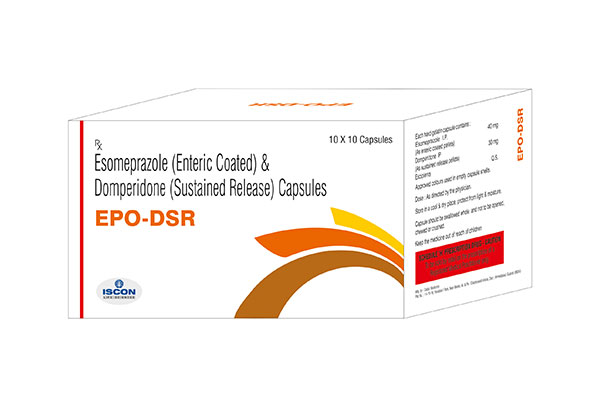 EPO-DSR
Rx
10 X 10 Capsules
Esomeprazole (Enteric Coated) &
Domperidone (Sustained Release) Capsules
EPO-DSR
ISCON
LIFE SCIENCES
Each hard gelatin capsule contains :
Esomeprazole I.P. 40 mg
(As enteric coated pellets)
Domperidone IP 30 mg
(As sustained release pellets)
Excipients Q.S.
Approved colours used in empty capsule shells.
Dose : As directed by the physician.
Store in a cool & dry place, protect from light & moisture.
Capsule should be swallowed whole and not to be opened,
chewed or crushed.
Keep the medicine out of reach of children
EPO-DSR